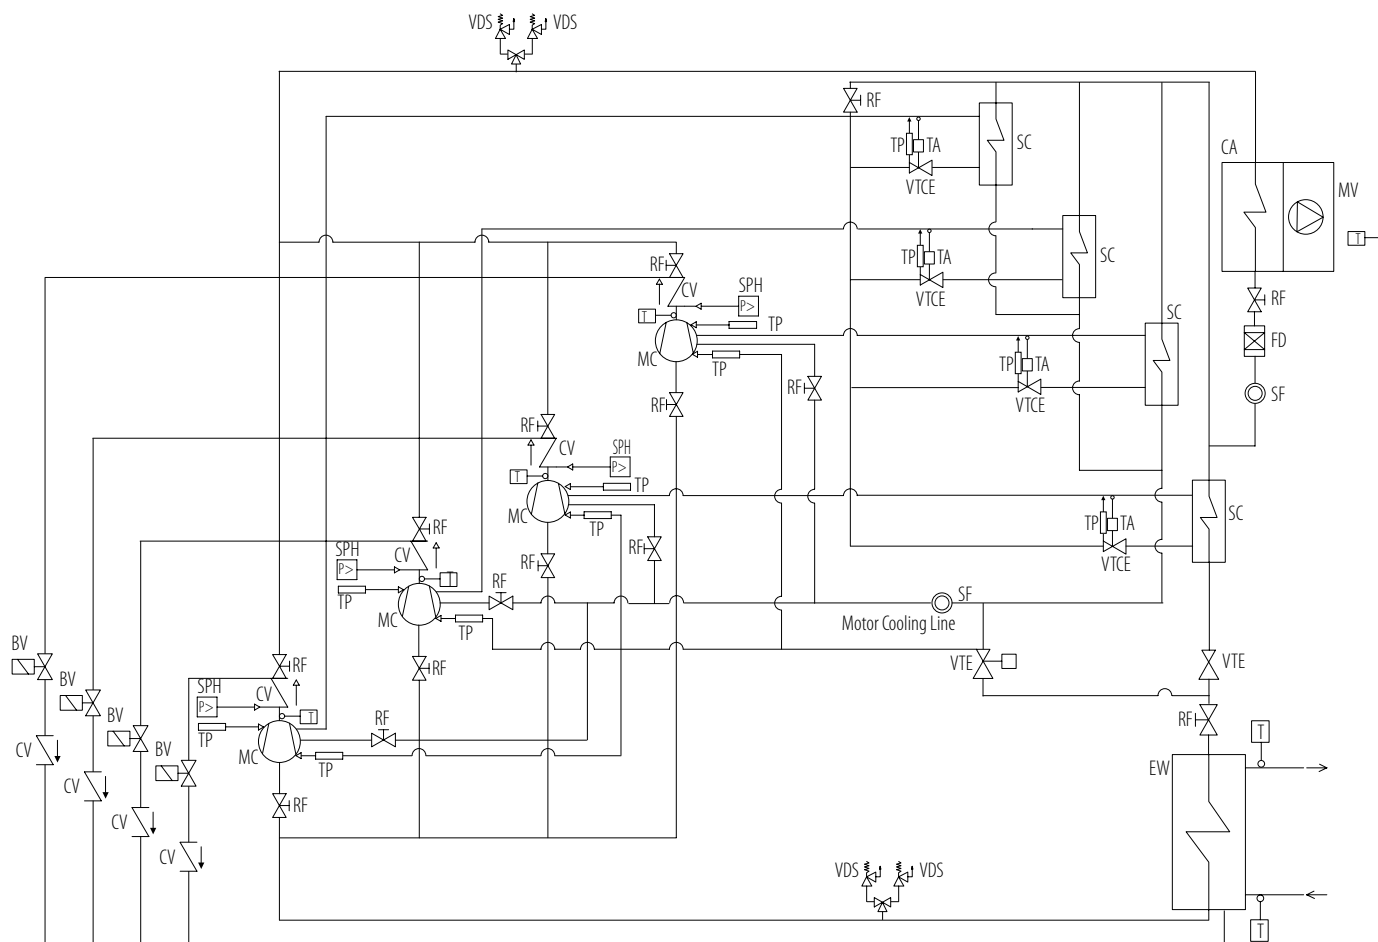 VDS VDS
RF
SC
TP TA
VTCE
CA
MV
T
SC
TP TA
VTCE
RF
CV
SPH
P>
T
TP
MC
TP
RF
SC
RF
FD
TP TA
VTCE
RF
RF
SF
RF
CV
SPH
P>
T
TP
MC
TP
SC
TP TA
VTCE
RF
SPH
P>
CV
RF
RF
T
RF
TP
MC
TP
SF
Motor Cooling Line
BV
BV
BV
BV
RF
RF
VTE
VTE
SPH
P>
CV
T
TP
MC
RF
TP
RF
T
CV
CV
CV
CV
RF
EW
VDS VDS
T